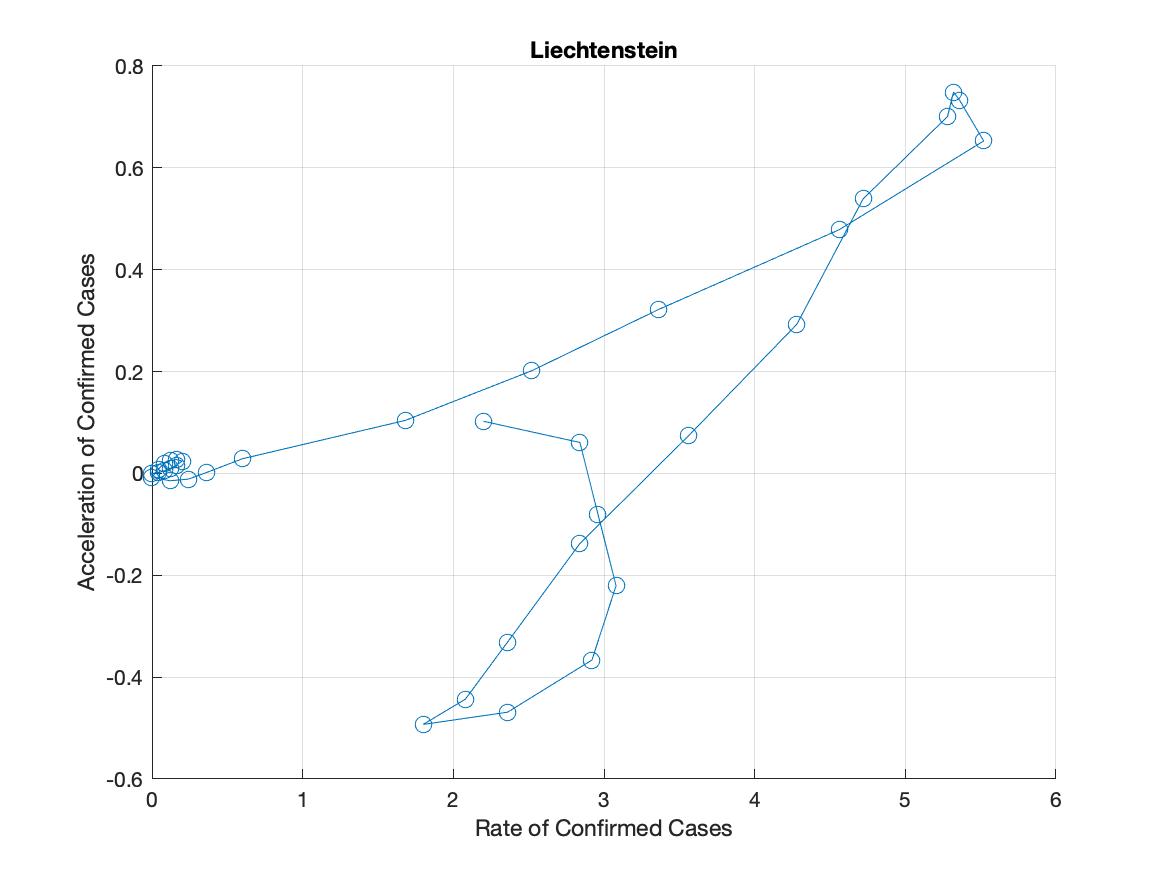 Liechtenstein
0.8
0.6
0.4
0.2
0
-0.2
-0.4
-0.6
Acceleration of Confirmed Cases
0 1 2 3 4 5 6
Rate of Confirmed Cases